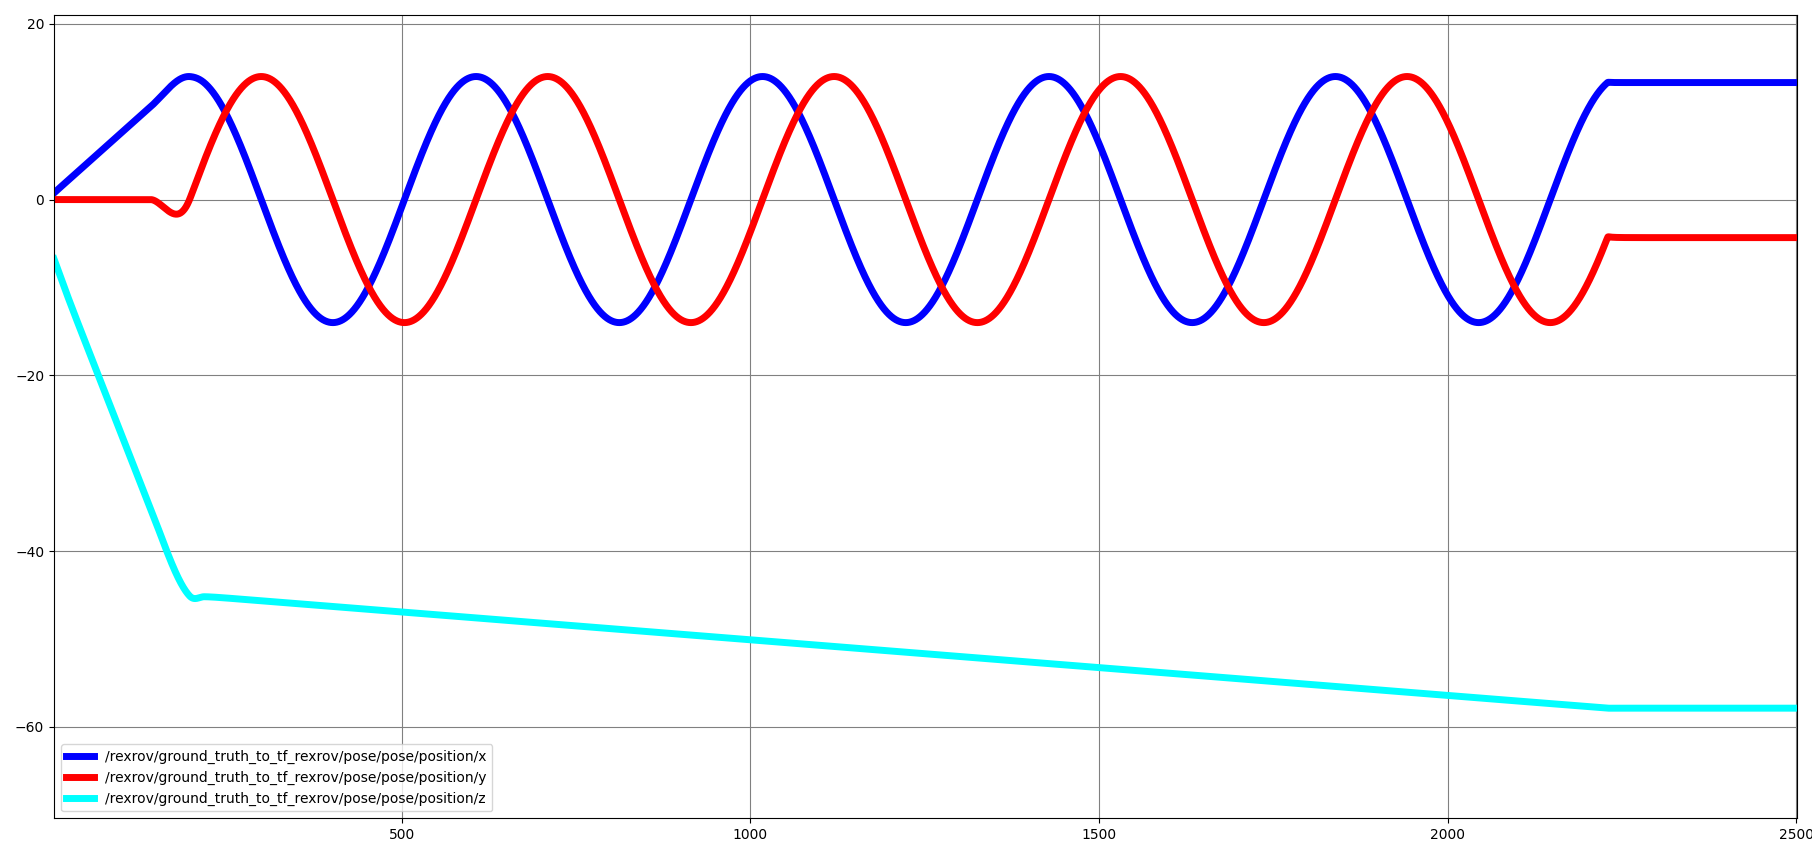 20
0
−20
−40
−60
/rexrov/ground_truth_to_tf_rexrov/pose/pose/position/x
/rexrov/ground_truth_to_tf_rexrov/pose/pose/position/y
/rexrov/ground_truth_to_tf_rexrov/pose/pose/position/z
500 1000 1500 2000 2500